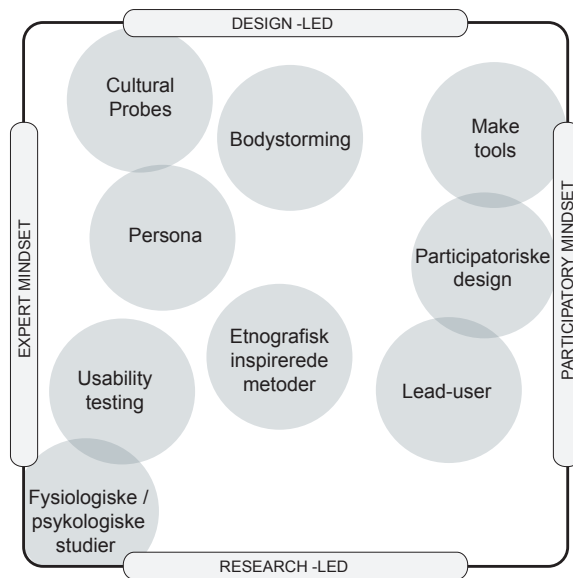 DESIGN -LED
Cultural
Probes
Bodystorming
Make
tools
EXPERT MINDSET
Persona
Participatoriske
design
PARTICIPATORY MINDSET
Etnografisk
inspirerede
metoder
Usability
testing
Lead-user
Fysiologiske /
psykologiske
studier
RESEARCH -LED